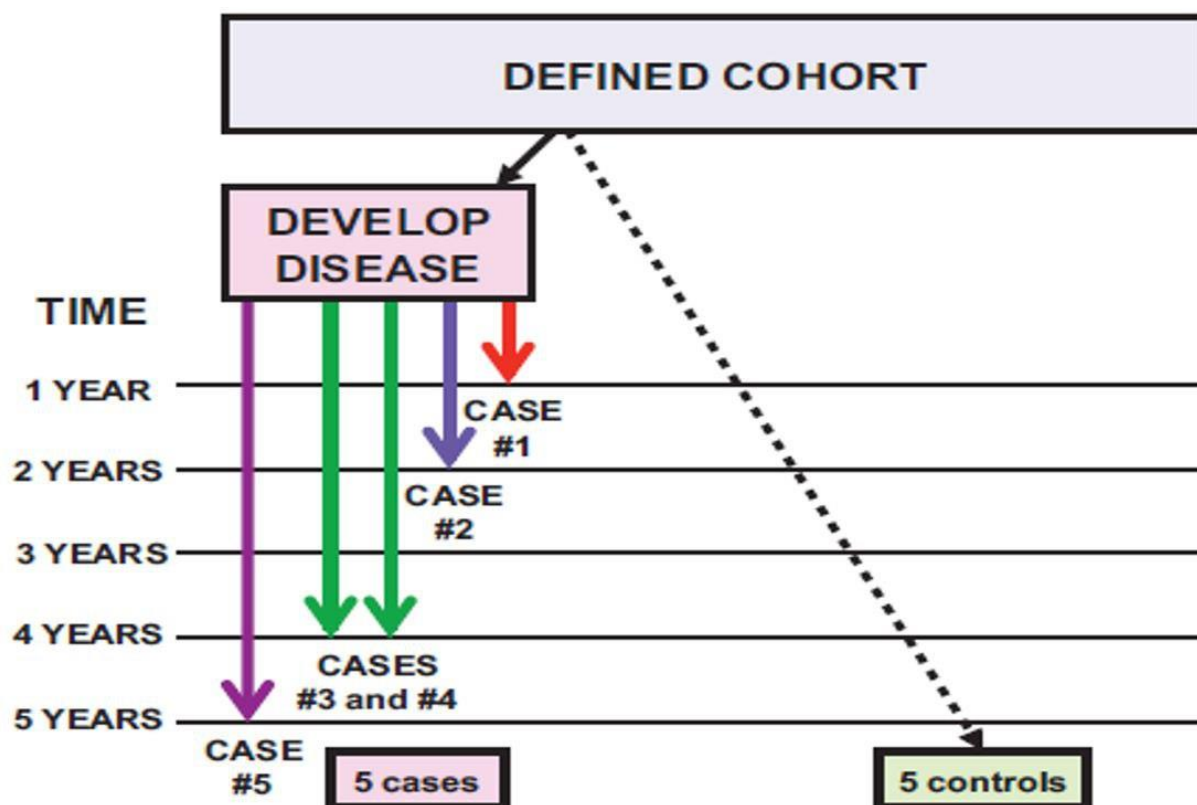 DEFINED COHORT
DEVELOP
DISEASE
TIME
1 YEAR
CASE
#1
2 YEARS
CASE
#2
3 YEARS
4 YEARS
CASES
#3 and #4
5 YEARS
CASE
#5
5 cases
5 controls